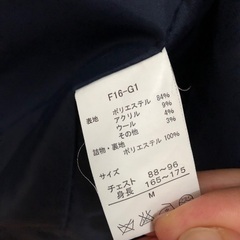 F16-G1
表地 ポリエステル 84%
アクリル 9%
ウール 4%
その他 3%
詰物・裏地 ポリエステル 100%
サイズ
チェスト 88~96
身長 165~175
M